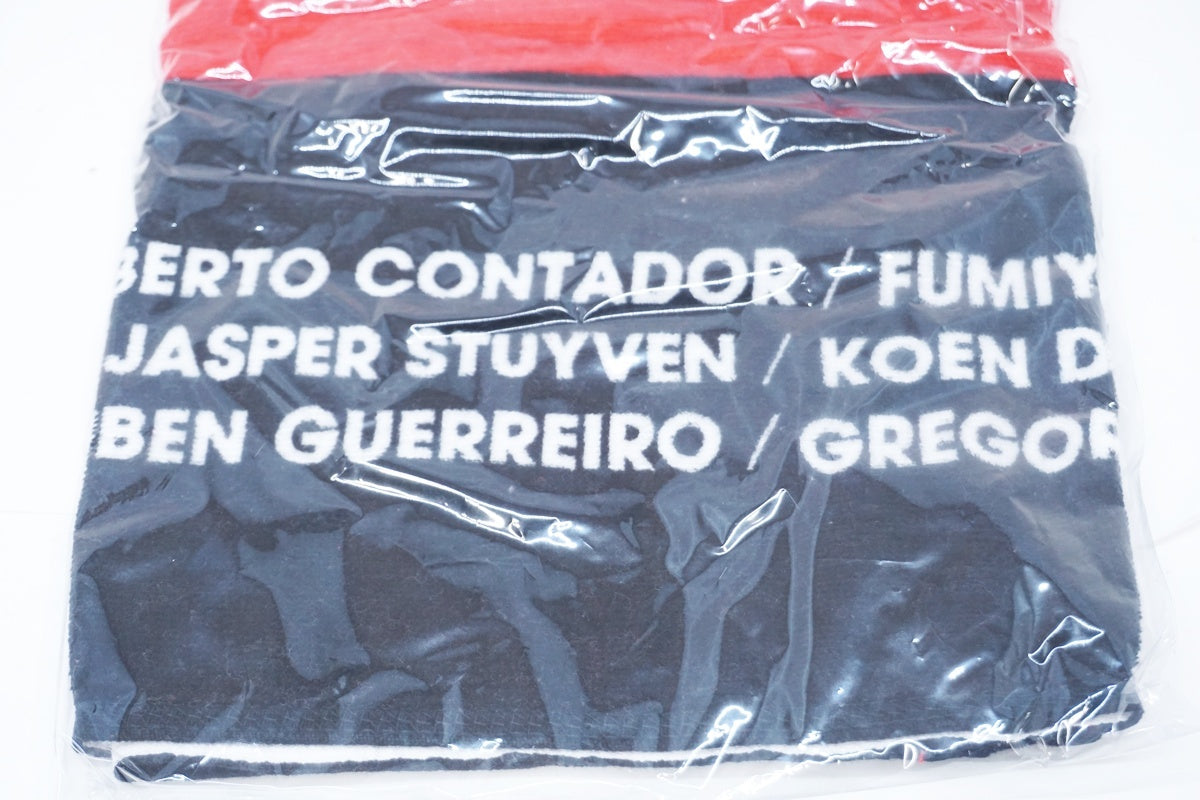 BERTO CONTADOR / FUMIY
JASPER STUYVEN / KOEN D
BEN GUERREIRO / GREGOR